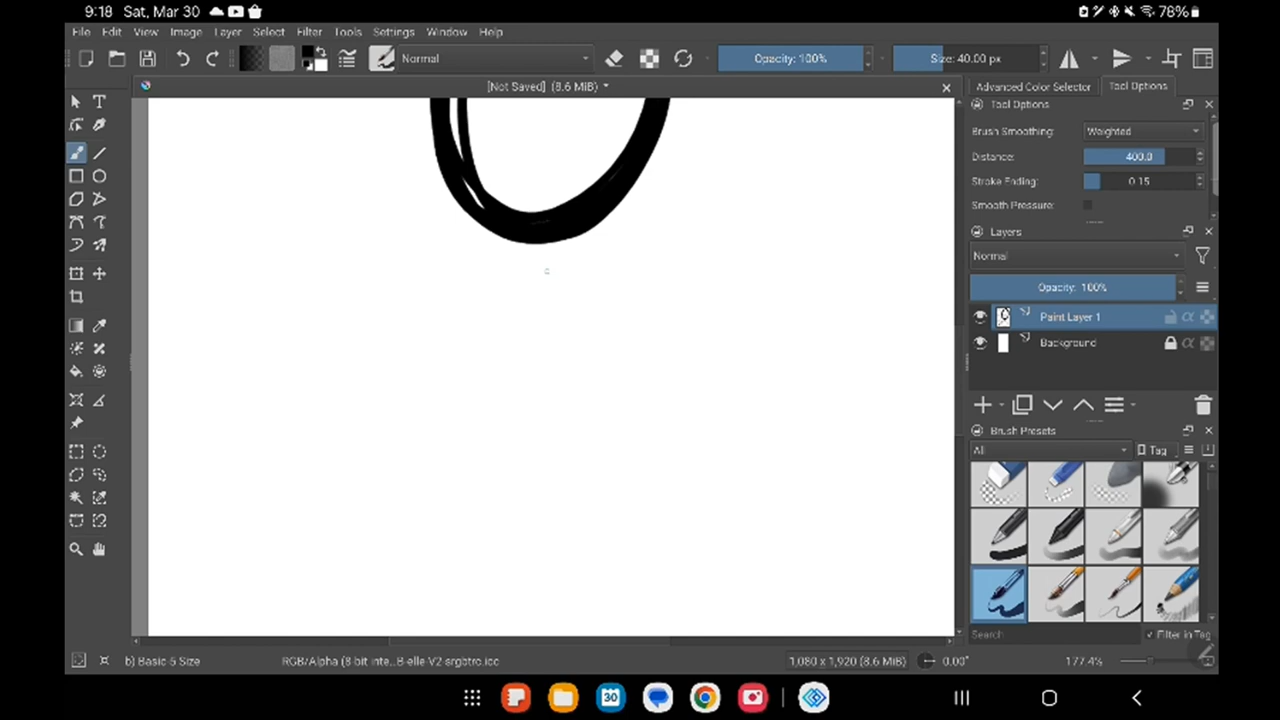 9:18 Sat, Mar 30
78%
File Edit View Image Layer Select Filter Tools Settings Window Help
Normal
Opacity: 100%
Size: 40.00 px
[Not Saved] (8.6 MiB)
Advanced Color Selector
Tool Options
Tool Options
Brush Smoothing:
Weighted
Distance:
400.0
Stroke Ending:
0.15
Smooth Pressure:
Layers
Normal
Opacity: 100%
Paint Layer 1
Background
Brush Presets
All
Tag
Search
Filter in Tag
b) Basic-5 Size
RGB/Alpha (8 bit inte...B-elle-V2-srgbtrc.icc
1,080 x 1,920 (8.6 MiB)
0.00°
177.4%
30